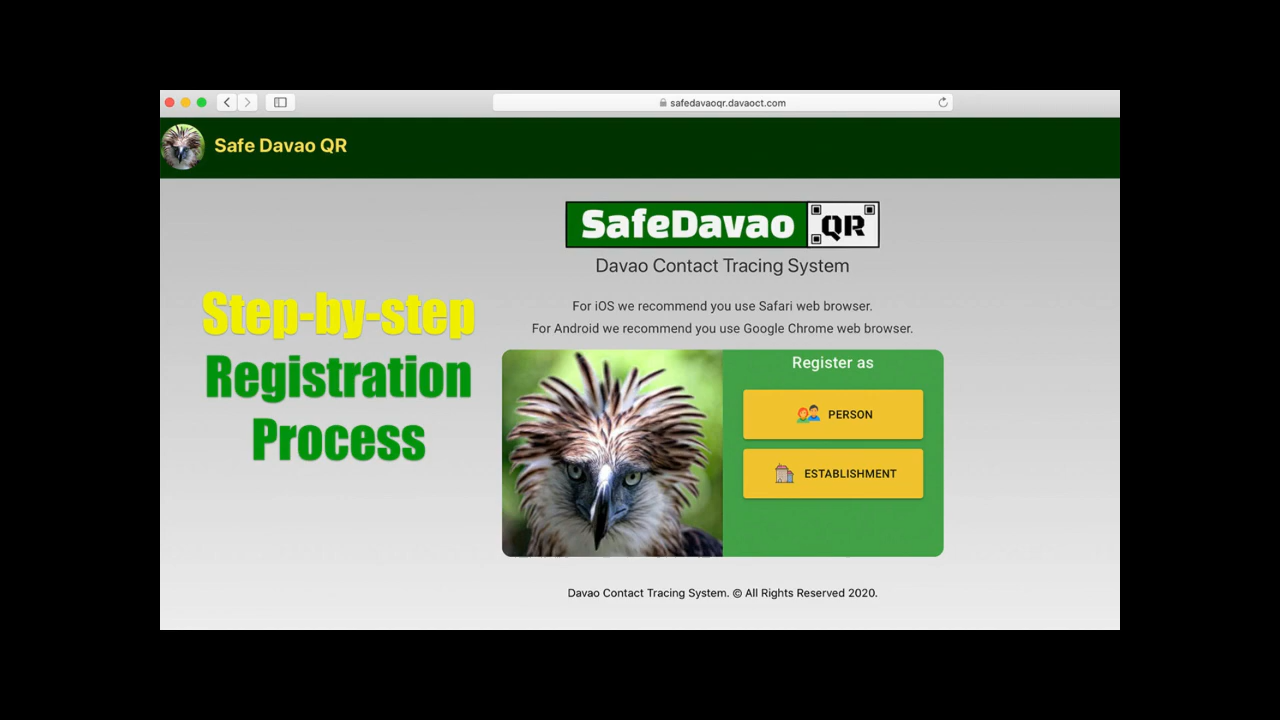 safedavaoqr.davaoct.com
Safe Davao QR
SafeDavao QR
Davao Contact Tracing System
For iOS we recommend you use Safari web browser.
For Android we recommend you use Google Chrome web browser.
Step-by-step
Registration
Process
Register as
PERSON
ESTABLISHMENT
Davao Contact Tracing System. © All Rights Reserved 2020.